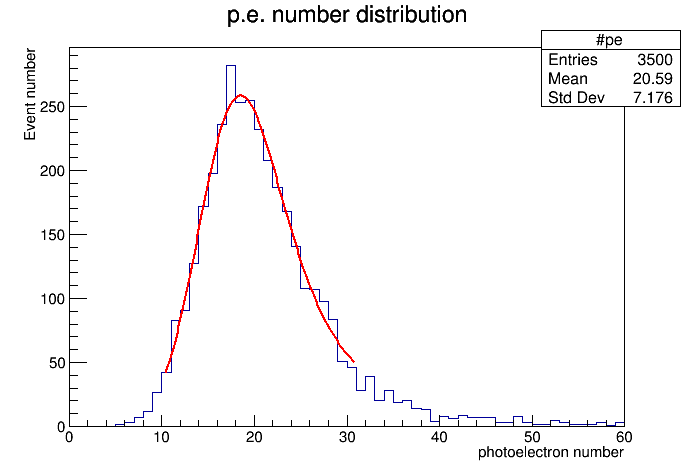 p.e. number distribution
#pe
Entries 3500
Mean 20.59
Std Dev 7.176
Event number
250
200
150
100
50
0
0 10 20 30 40 50 60
photoelectron number